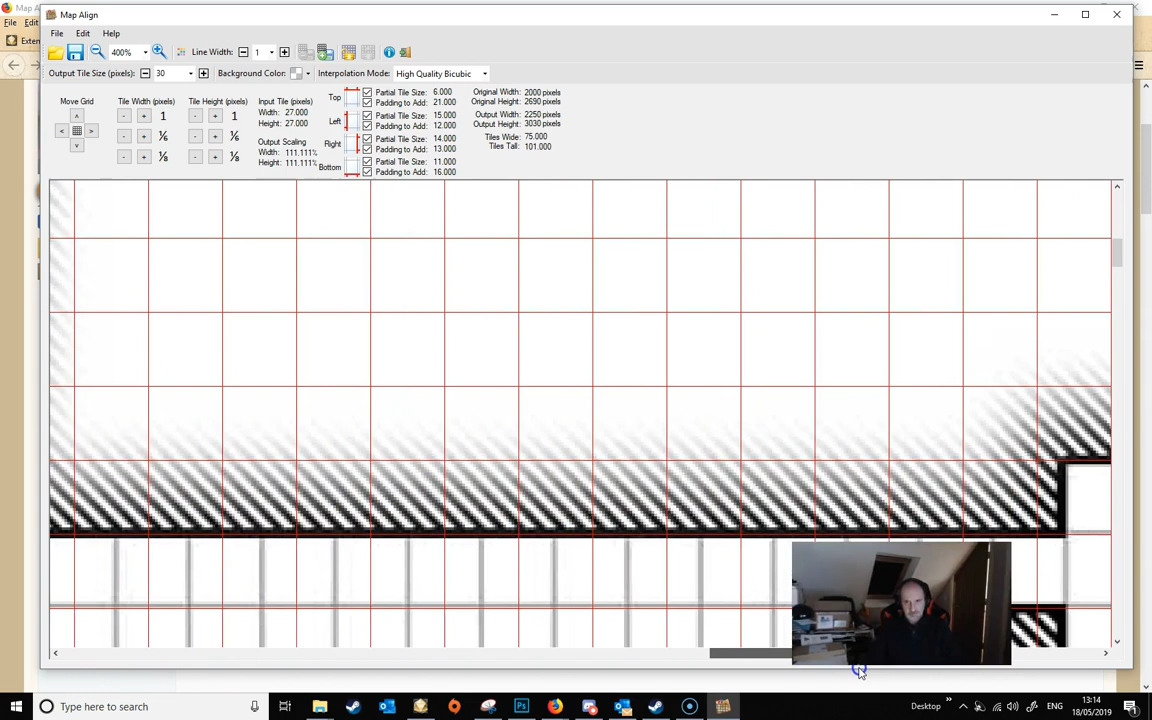 Map A
File Edit
Exten
Map Align
File Edit Help
400% Line Width: 1
Output Tile Size (pixels): 30 Background Color: Interpolation Mode: High Quality Bicubic
Move Grid Tile Width (pixels) Tile Height (pixels) Input Tile (pixels)
Width: 27.000
Height: 27.000
Output Scaling
Width: 111.111%
Height: 111.111%
< > ^ v
- + 1 - + 1
- + ⅙ - + ⅙
- + ⅛ - + ⅛
Top Partial Tile Size: 6.000
Padding to Add: 21.000
Left Partial Tile Size: 15.000
Padding to Add: 12.000
Right Partial Tile Size: 14.000
Padding to Add: 13.000
Bottom Partial Tile Size: 11.000
Padding to Add: 16.000
Original Width: 2000 pixels
Original Height: 2690 pixels
Output Width: 2250 pixels
Output Height: 3030 pixels
Tiles Wide: 75.000
Tiles Tall: 101.000
Type here to search
Desktop » ENG 13:14
18/05/2019